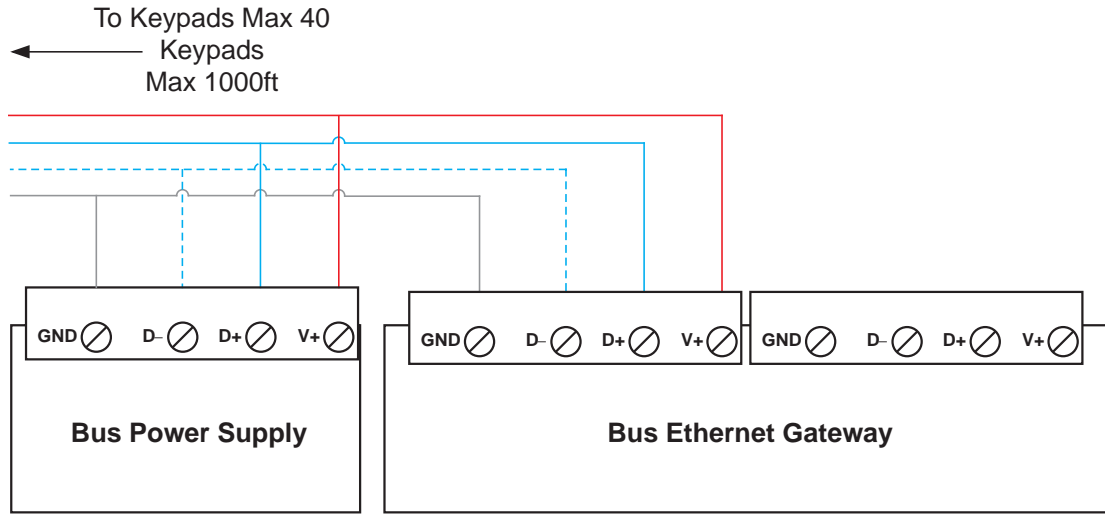 To Keypads Max 40
Keypads
Max 1000ft
GND D– D+ V+
GND D– D+ V+
GND D– D+ V+
Bus Power Supply
Bus Ethernet Gateway